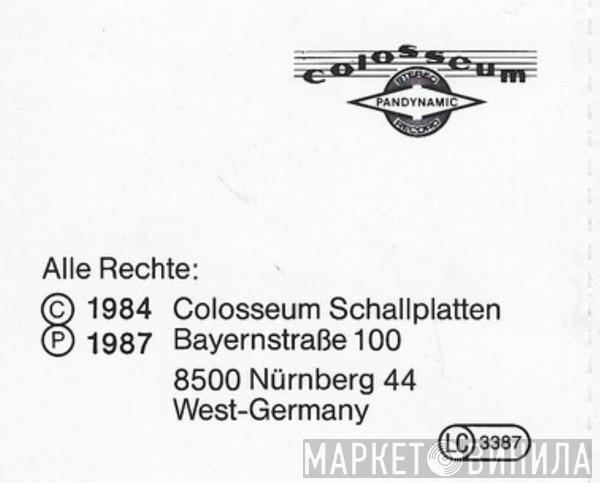 colosseum
STEREO
PANDYNAMIC
RECORD
Alle Rechte:
© 1984 Colosseum Schallplatten
℗ 1987 Bayernstraße 100
8500 Nürnberg 44
West-Germany
LC 3387
МАРКЕТ ВИНИЛА